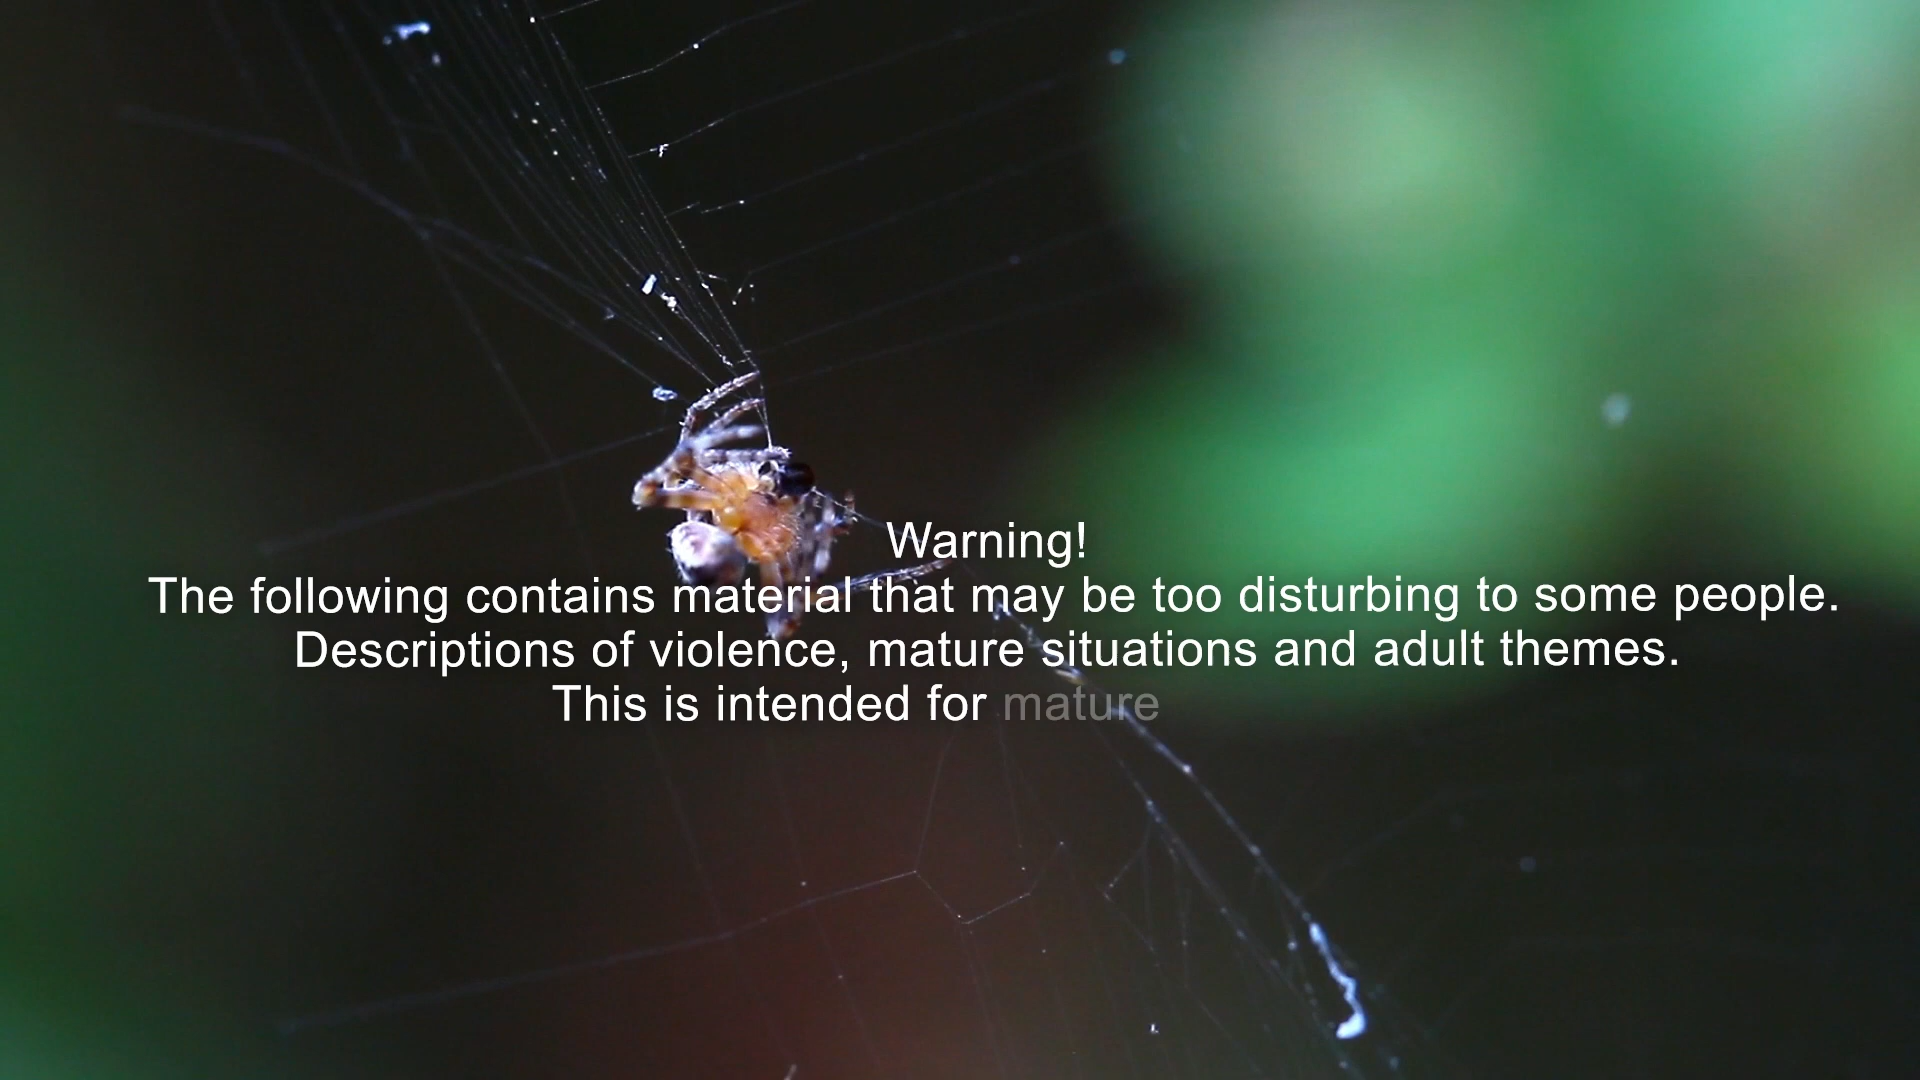 Warning!
The following contains material that may be too disturbing to some people.
Descriptions of violence, mature situations and adult themes.
This is intended for mature